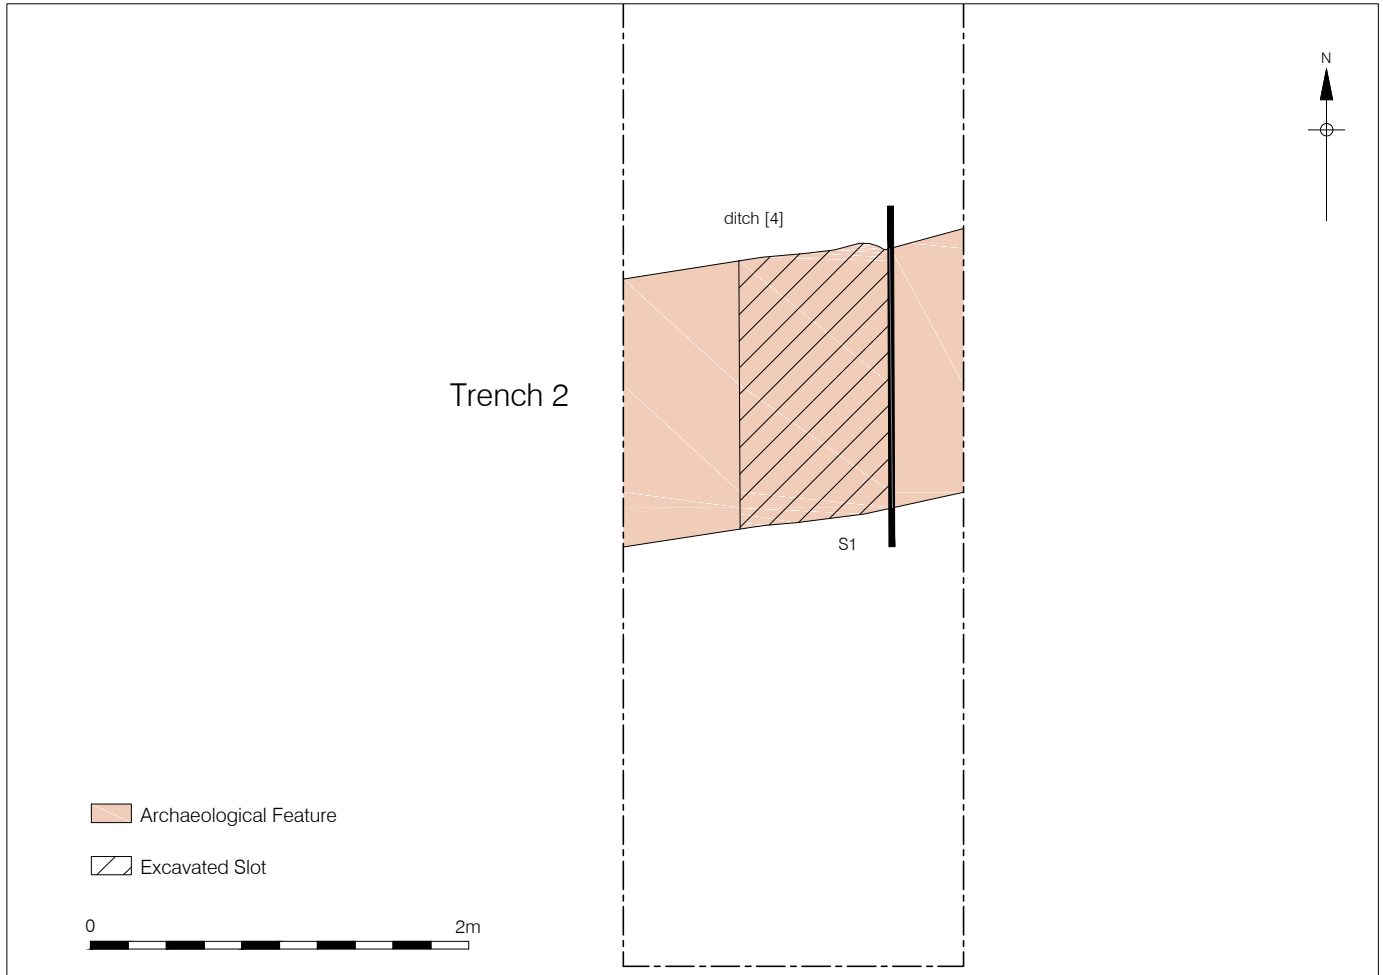 N
ditch [4]
Trench 2
S1
Archaeological Feature
Excavated Slot
0 2m